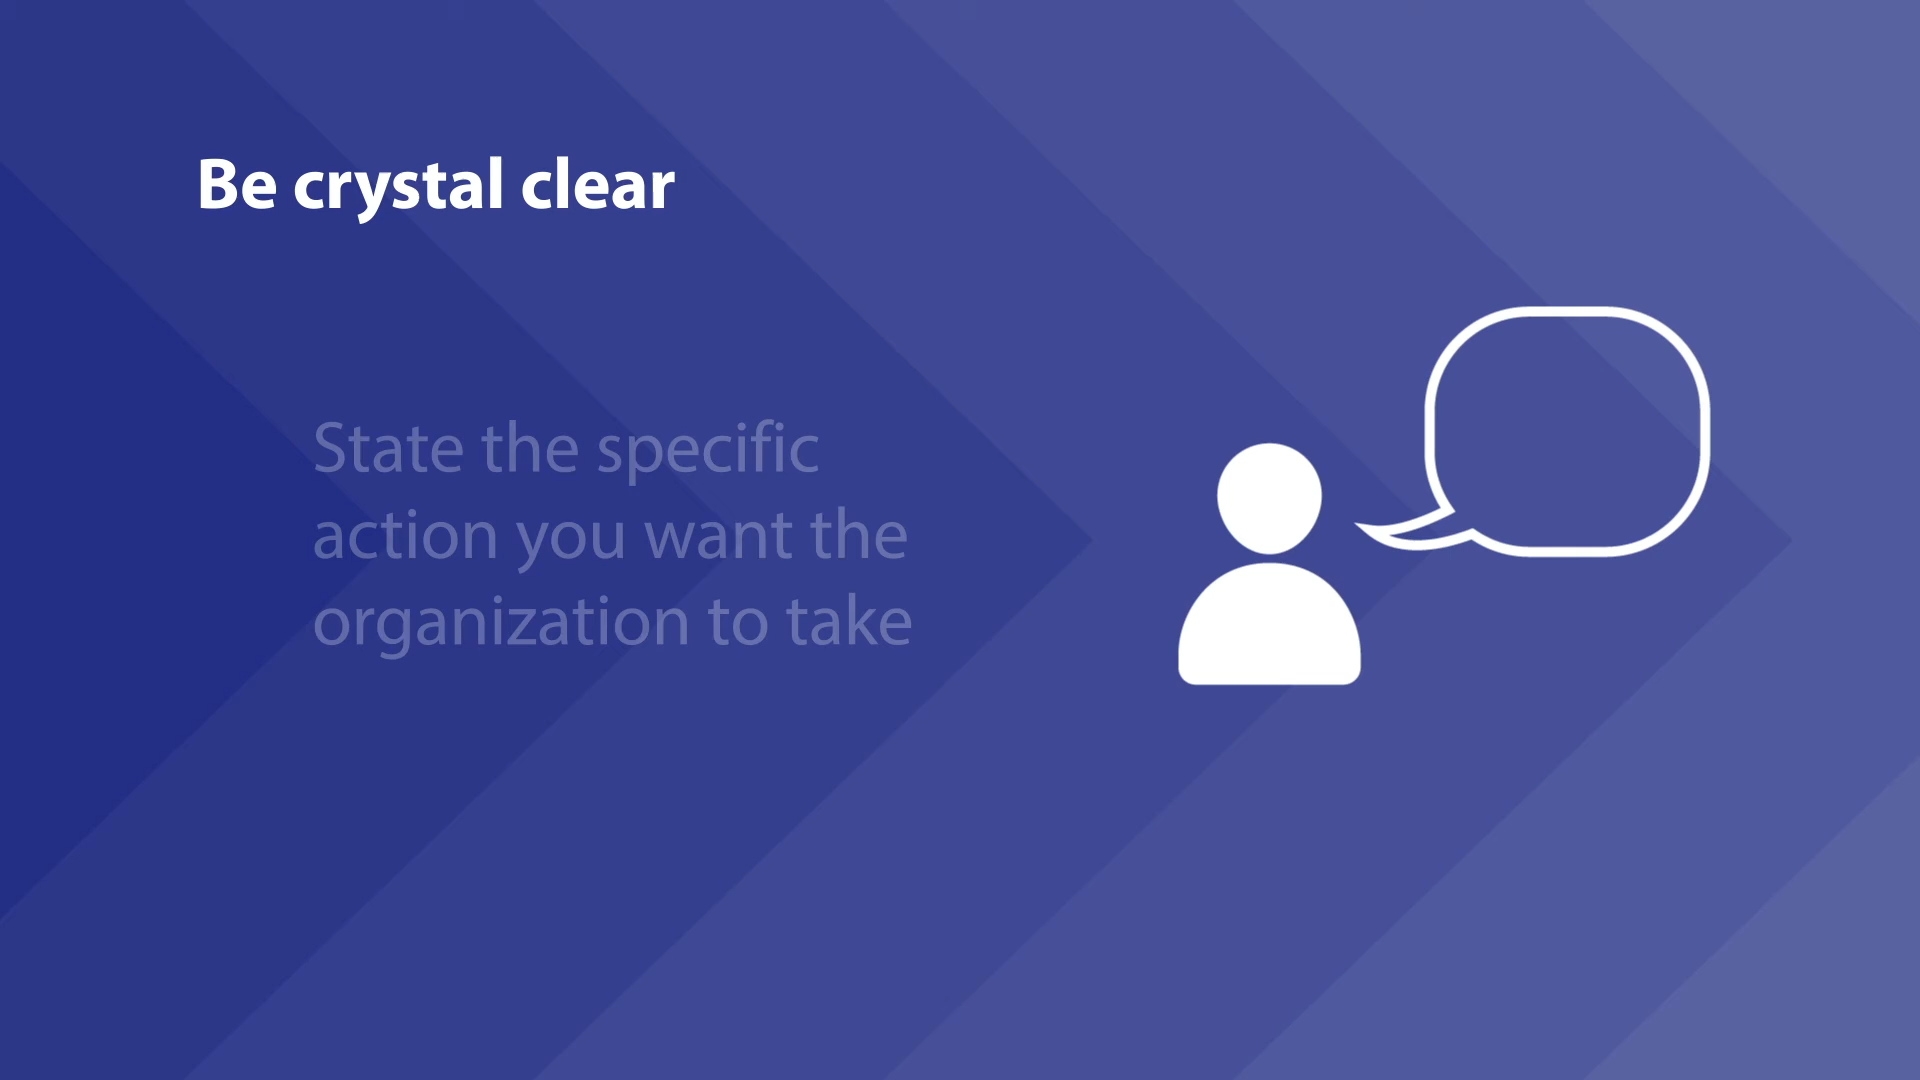 Be crystal clear
State the specific
action you want the
organization to take